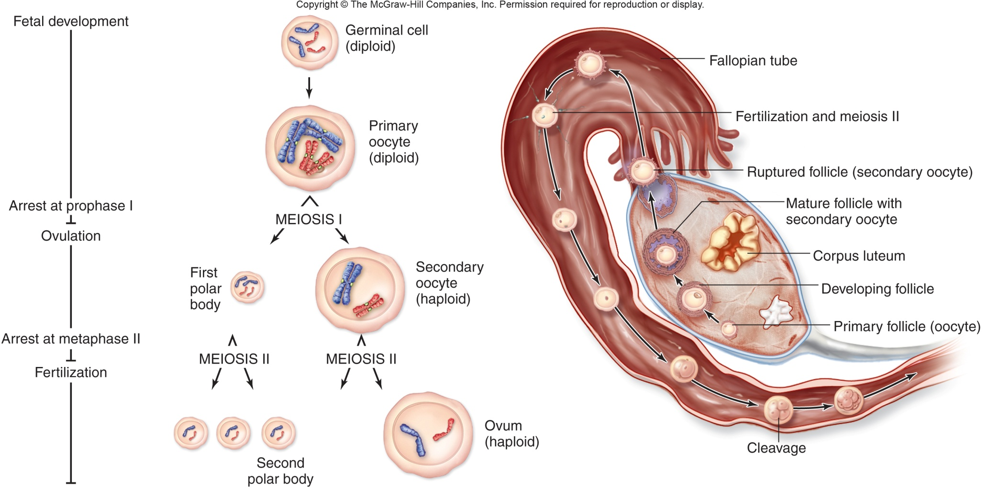 Copyright © The McGraw-Hill Companies, Inc. Permission required for reproduction or display.
Fetal development
Arrest at prophase I
Ovulation
Arrest at metaphase II
Fertilization
Germinal cell
(diploid)
Primary
oocyte
(diploid)
MEIOSIS I
First
polar
body
Secondary
oocyte
(haploid)
MEIOSIS II
MEIOSIS II
Second
polar body
Ovum
(haploid)
Fallopian tube
Fertilization and meiosis II
Ruptured follicle (secondary oocyte)
Mature follicle with
secondary oocyte
Corpus luteum
Developing follicle
Primary follicle (oocyte)
Cleavage